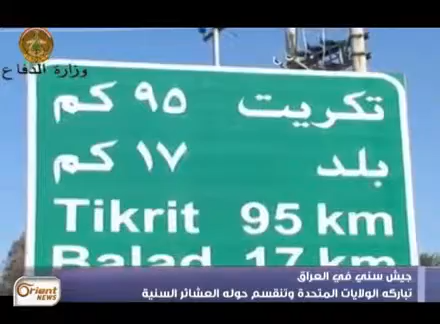 وزارة الدفاع
تكريت ٩٥ كم
بلد ١٧ كم
Tikrit 95 km
Balad 17 km
جيش سني في العراق
تباركه الولايات المتحدة وتنقسم حوله العشائر السنية
Orient
NEWS